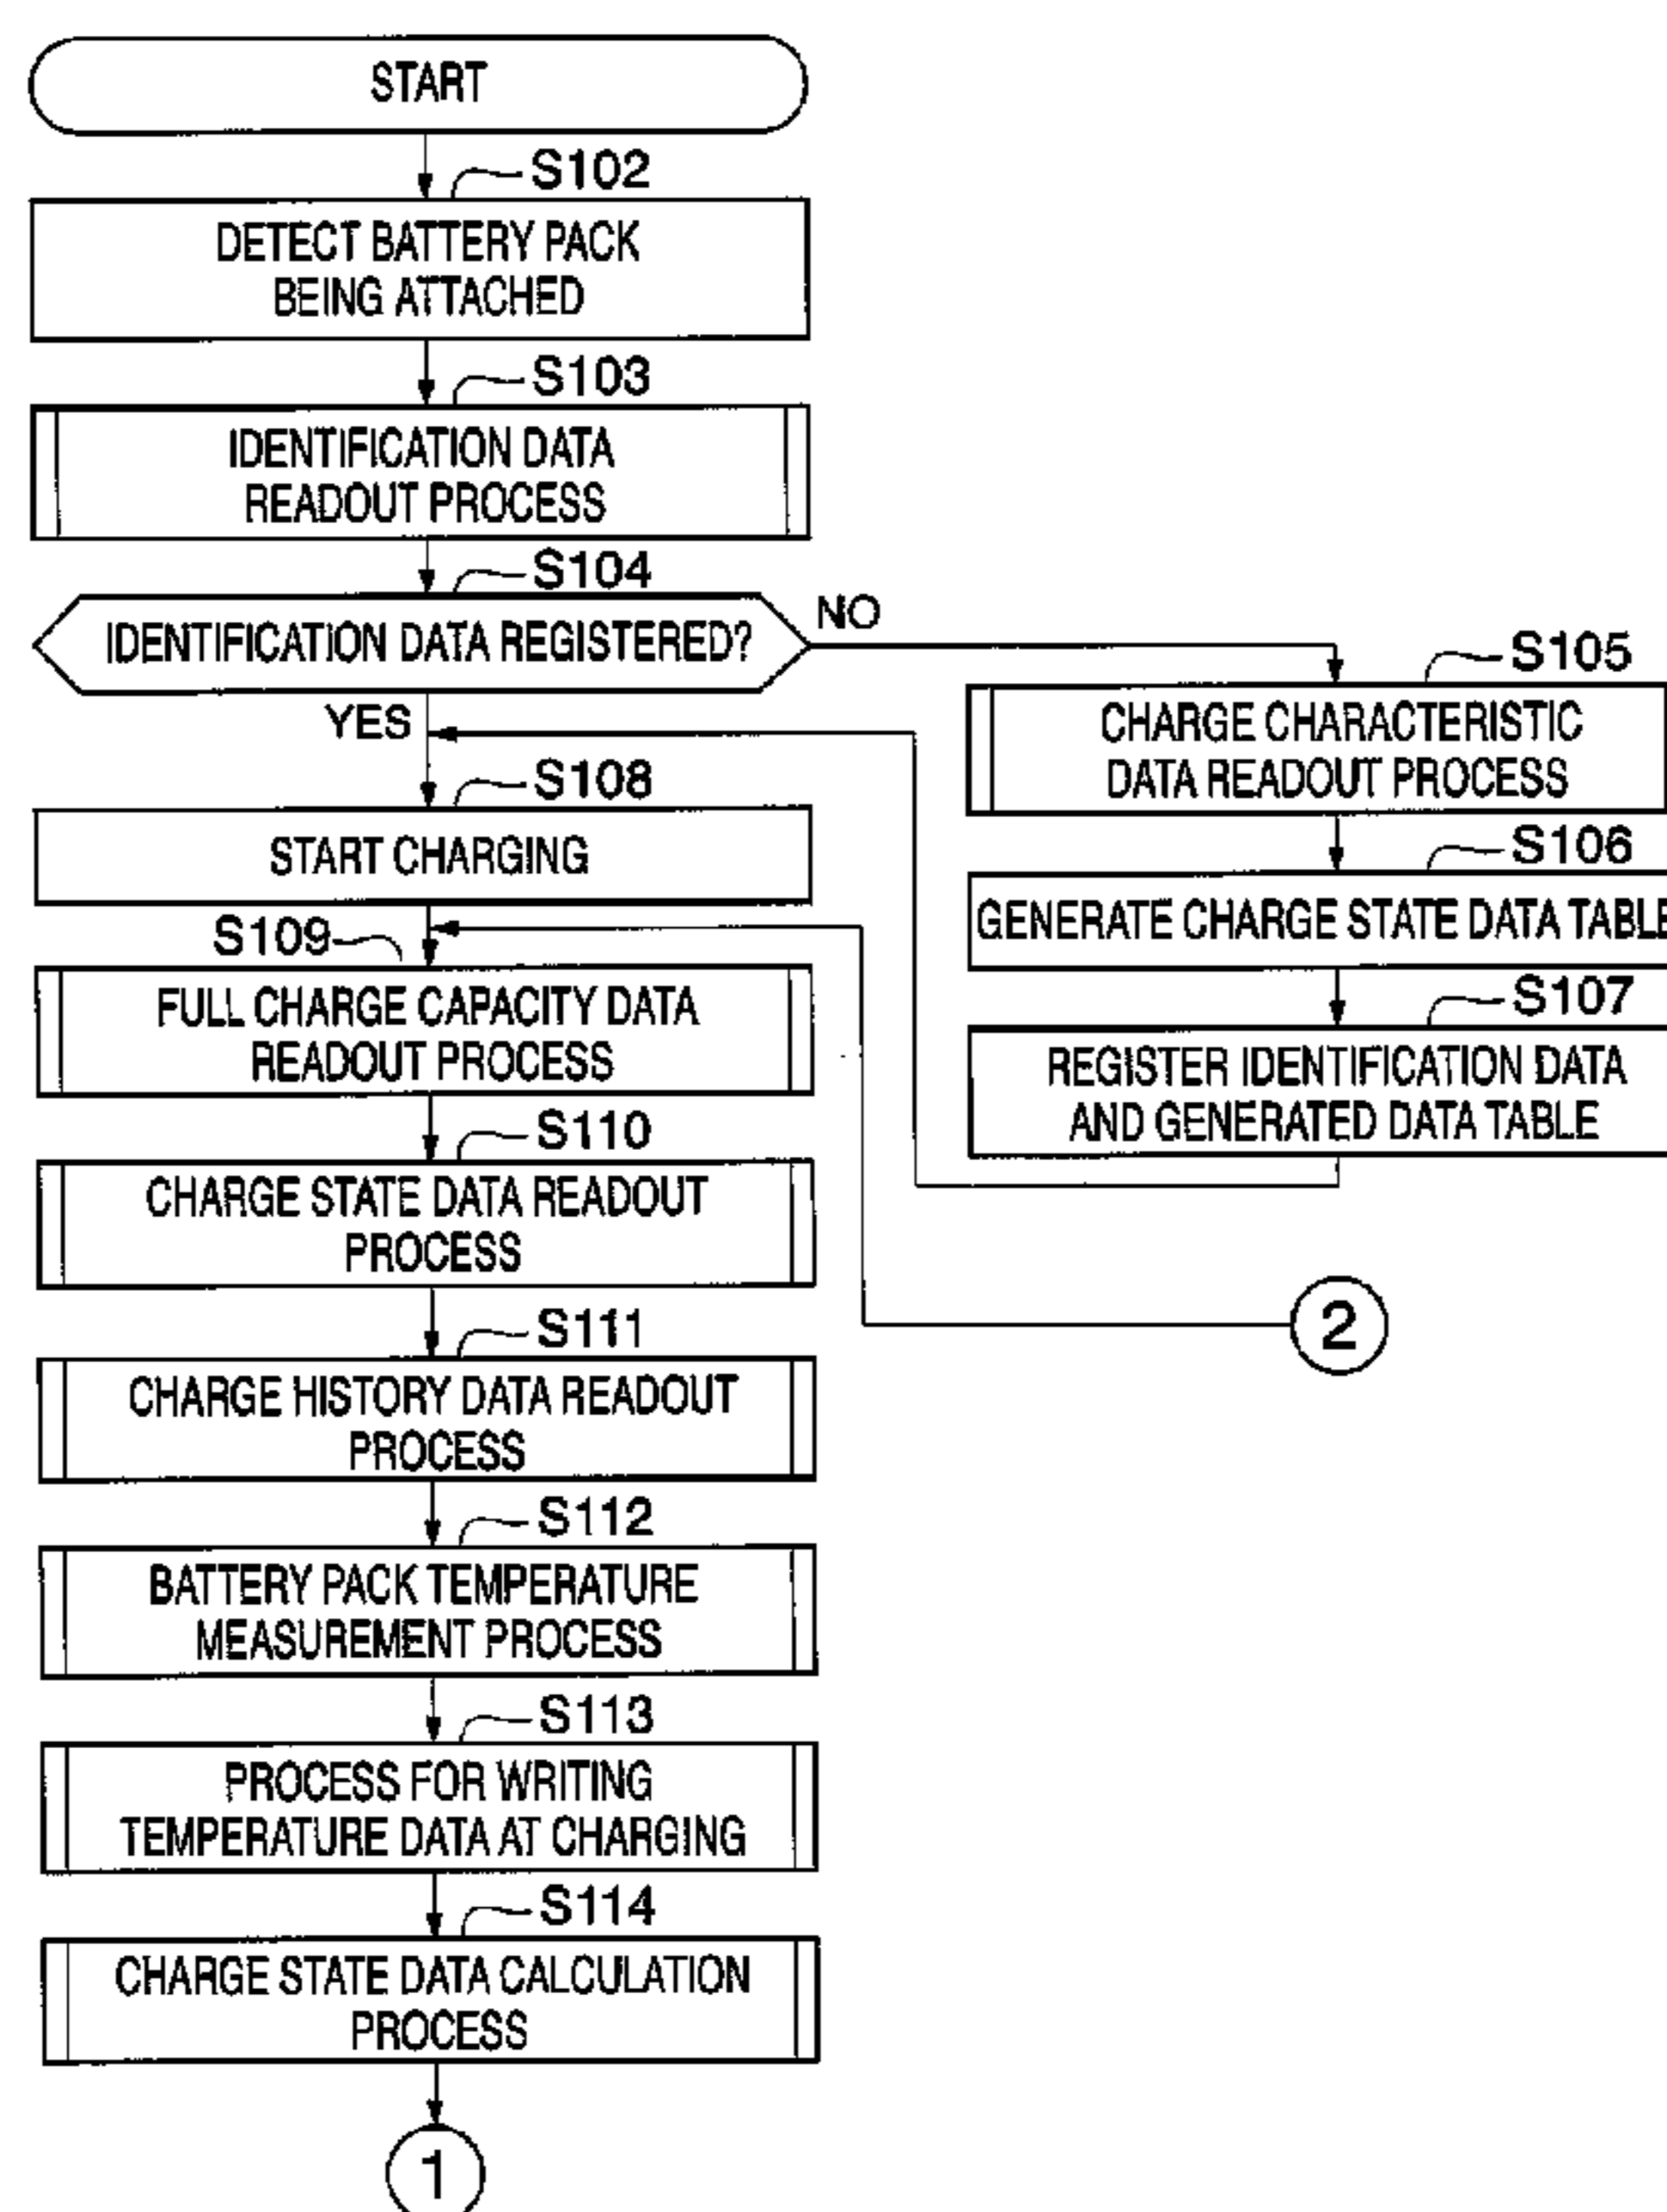 START
S102
DETECT BATTERY PACK
BEING ATTACHED
S103
IDENTIFICATION DATA
READOUT PROCESS
S104
IDENTIFICATION DATA REGISTERED?
NO
YES
S105
CHARGE CHARACTERISTIC
DATA READOUT PROCESS
S106
GENERATE CHARGE STATE DATA TABLE
S107
REGISTER IDENTIFICATION DATA
AND GENERATED DATA TABLE
S108
START CHARGING
S109
FULL CHARGE CAPACITY DATA
READOUT PROCESS
S110
CHARGE STATE DATA READOUT
PROCESS
2
S111
CHARGE HISTORY DATA READOUT
PROCESS
S112
BATTERY PACK TEMPERATURE
MEASUREMENT PROCESS
S113
PROCESS FOR WRITING
TEMPERATURE DATA AT CHARGING
S114
CHARGE STATE DATA CALCULATION
PROCESS
1